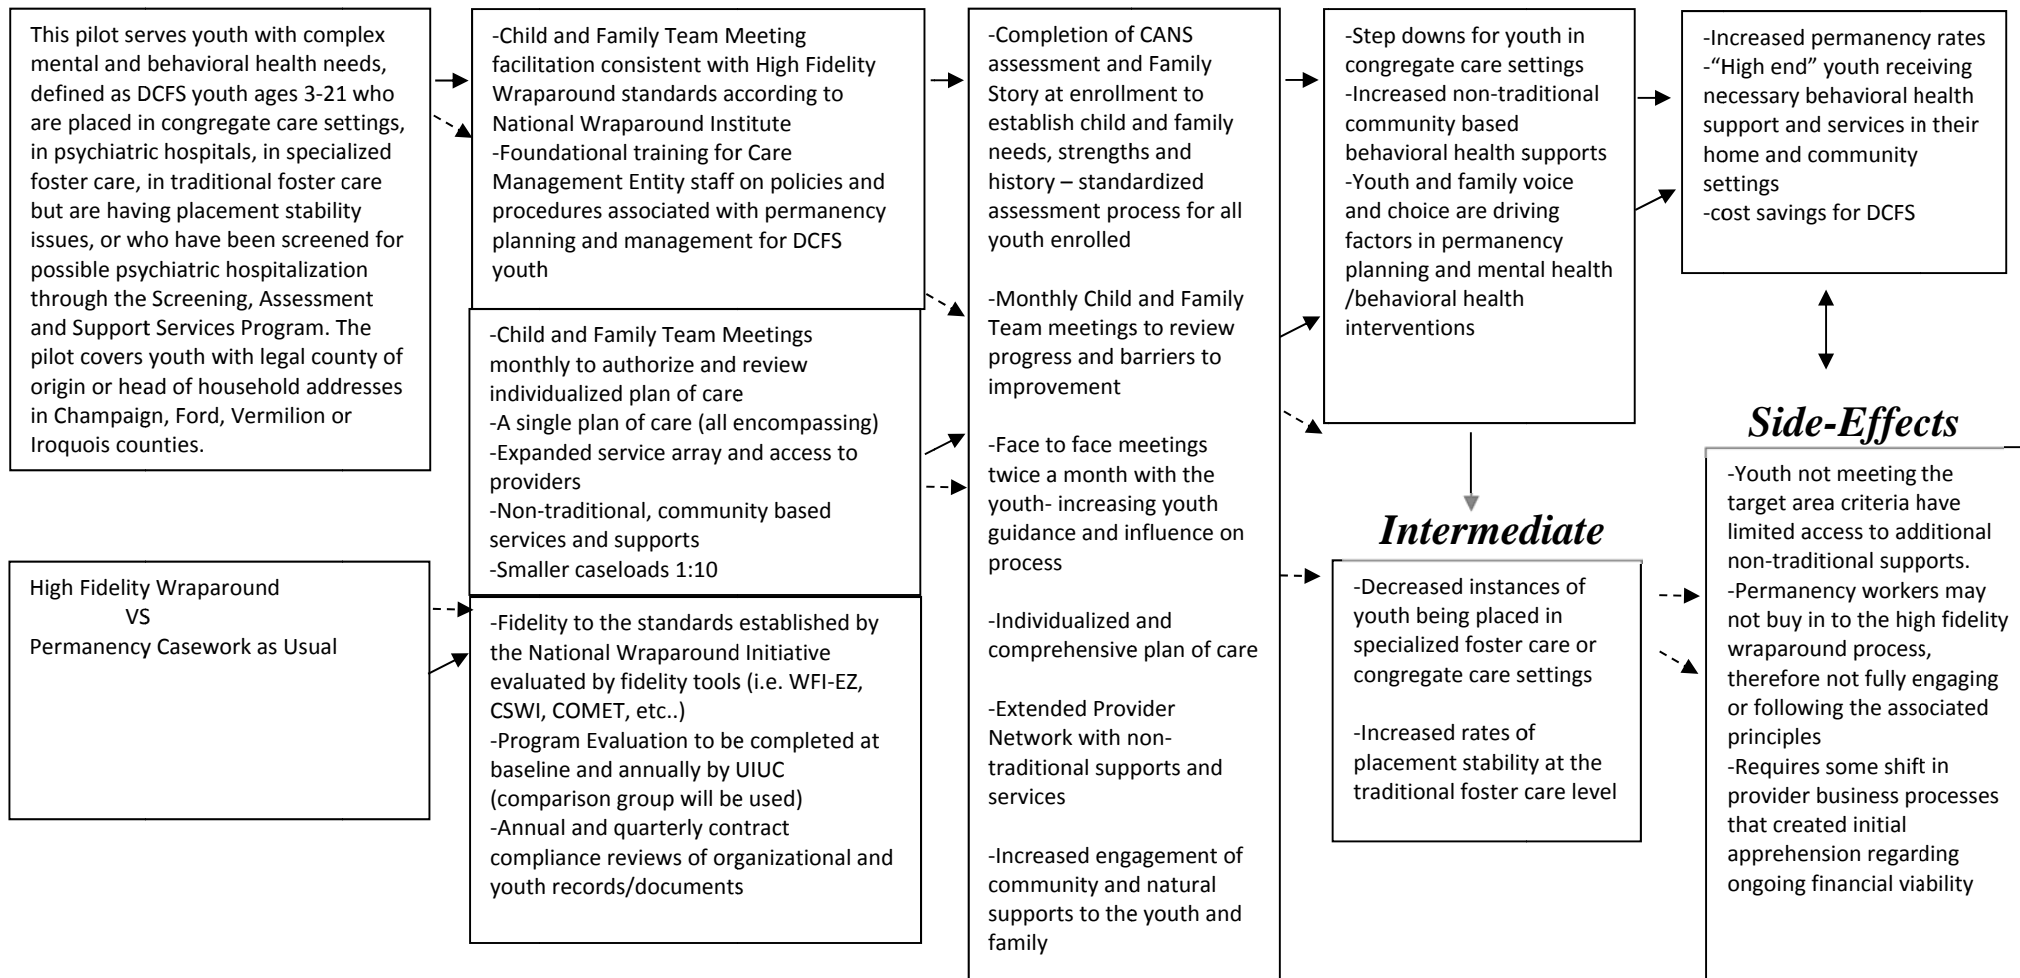 This pilot serves youth with complex
mental and behavioral health needs,
defined as DCFS youth ages 3-21 who
are placed in congregate care settings,
in psychiatric hospitals, in specialized
foster care, in traditional foster care
but are having placement stability
issues, or who have been screened for
possible psychiatric hospitalization
through the Screening, Assessment
and Support Services Program. The
pilot covers youth with legal county of
origin or head of household addresses
in Champaign, Ford, Vermilion or
Iroquois counties.
High Fidelity Wraparound
VS
Permanency Casework as Usual
-Child and Family Team Meeting
facilitation consistent with High Fidelity
Wraparound standards according to
National Wraparound Institute
-Foundational training for Care
Management Entity staff on policies and
procedures associated with permanency
planning and management for DCFS
youth
-Child and Family Team Meetings
monthly to authorize and review
individualized plan of care
-A single plan of care (all encompassing)
-Expanded service array and access to
providers
-Non-traditional, community based
services and supports
-Smaller caseloads 1:10
-Fidelity to the standards established by
the National Wraparound Initiative
evaluated by fidelity tools (i.e. WFI-EZ,
CSWI, COMET, etc..)
-Program Evaluation to be completed at
baseline and annually by UIUC
(comparison group will be used)
-Annual and quarterly contract
compliance reviews of organizational and
youth records/documents
-Completion of CANS
assessment and Family
Story at enrollment to
establish child and family
needs, strengths and
history – standardized
assessment process for all
youth enrolled
-Monthly Child and Family
Team meetings to review
progress and barriers to
improvement
-Face to face meetings
twice a month with the
youth- increasing youth
guidance and influence on
process
-Individualized and
comprehensive plan of care
-Extended Provider
Network with non-
traditional supports and
services
-Increased engagement of
community and natural
supports to the youth and
family
-Step downs for youth in
congregate care settings
-Increased non-traditional
community based
behavioral health supports
-Youth and family voice
and choice are driving
factors in permanency
planning and mental health
/behavioral health
interventions
Intermediate
-Decreased instances of
youth being placed in
specialized foster care or
congregate care settings
-Increased rates of
placement stability at the
traditional foster care level
-Increased permanency rates
-“High end” youth receiving
necessary behavioral health
support and services in their
home and community
settings
-cost savings for DCFS
Side-Effects
-Youth not meeting the
target area criteria have
limited access to additional
non-traditional supports.
-Permanency workers may
not buy in to the high fidelity
wraparound process,
therefore not fully engaging
or following the associated
principles
-Requires some shift in
provider business processes
that created initial
apprehension regarding
ongoing financial viability